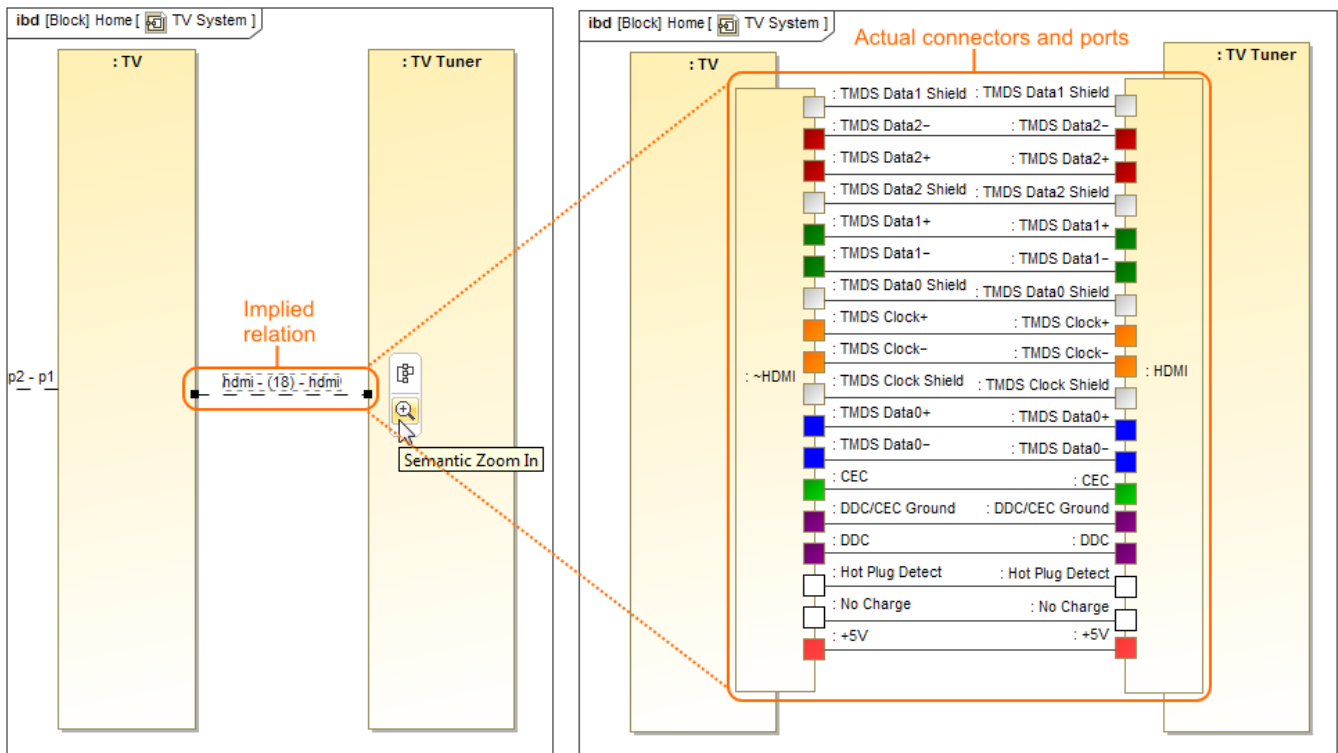 ibd [Block] Home [ TV System ]
: TV
: TV Tuner
Implied
relation
p2 - p1
hdmi - (18) - hdmi
Semantic Zoom In
ibd [Block] Home [ TV System ]
Actual connectors and ports
: TV
: TV Tuner
: TMDS Data1 Shield : TMDS Data1 Shield
: TMDS Data2− : TMDS Data2−
: TMDS Data2+ : TMDS Data2+
: TMDS Data2 Shield : TMDS Data2 Shield
: TMDS Data1+ : TMDS Data1+
: TMDS Data1− : TMDS Data1−
: TMDS Data0 Shield : TMDS Data0 Shield
: TMDS Clock+ : TMDS Clock+
: TMDS Clock− : TMDS Clock−
: ~HDMI : HDMI
: TMDS Clock Shield : TMDS Clock Shield
: TMDS Data0+ : TMDS Data0+
: TMDS Data0− : TMDS Data0−
: CEC : CEC
: DDC/CEC Ground : DDC/CEC Ground
: DDC : DDC
: Hot Plug Detect : Hot Plug Detect
: No Charge : No Charge
: +5V : +5V